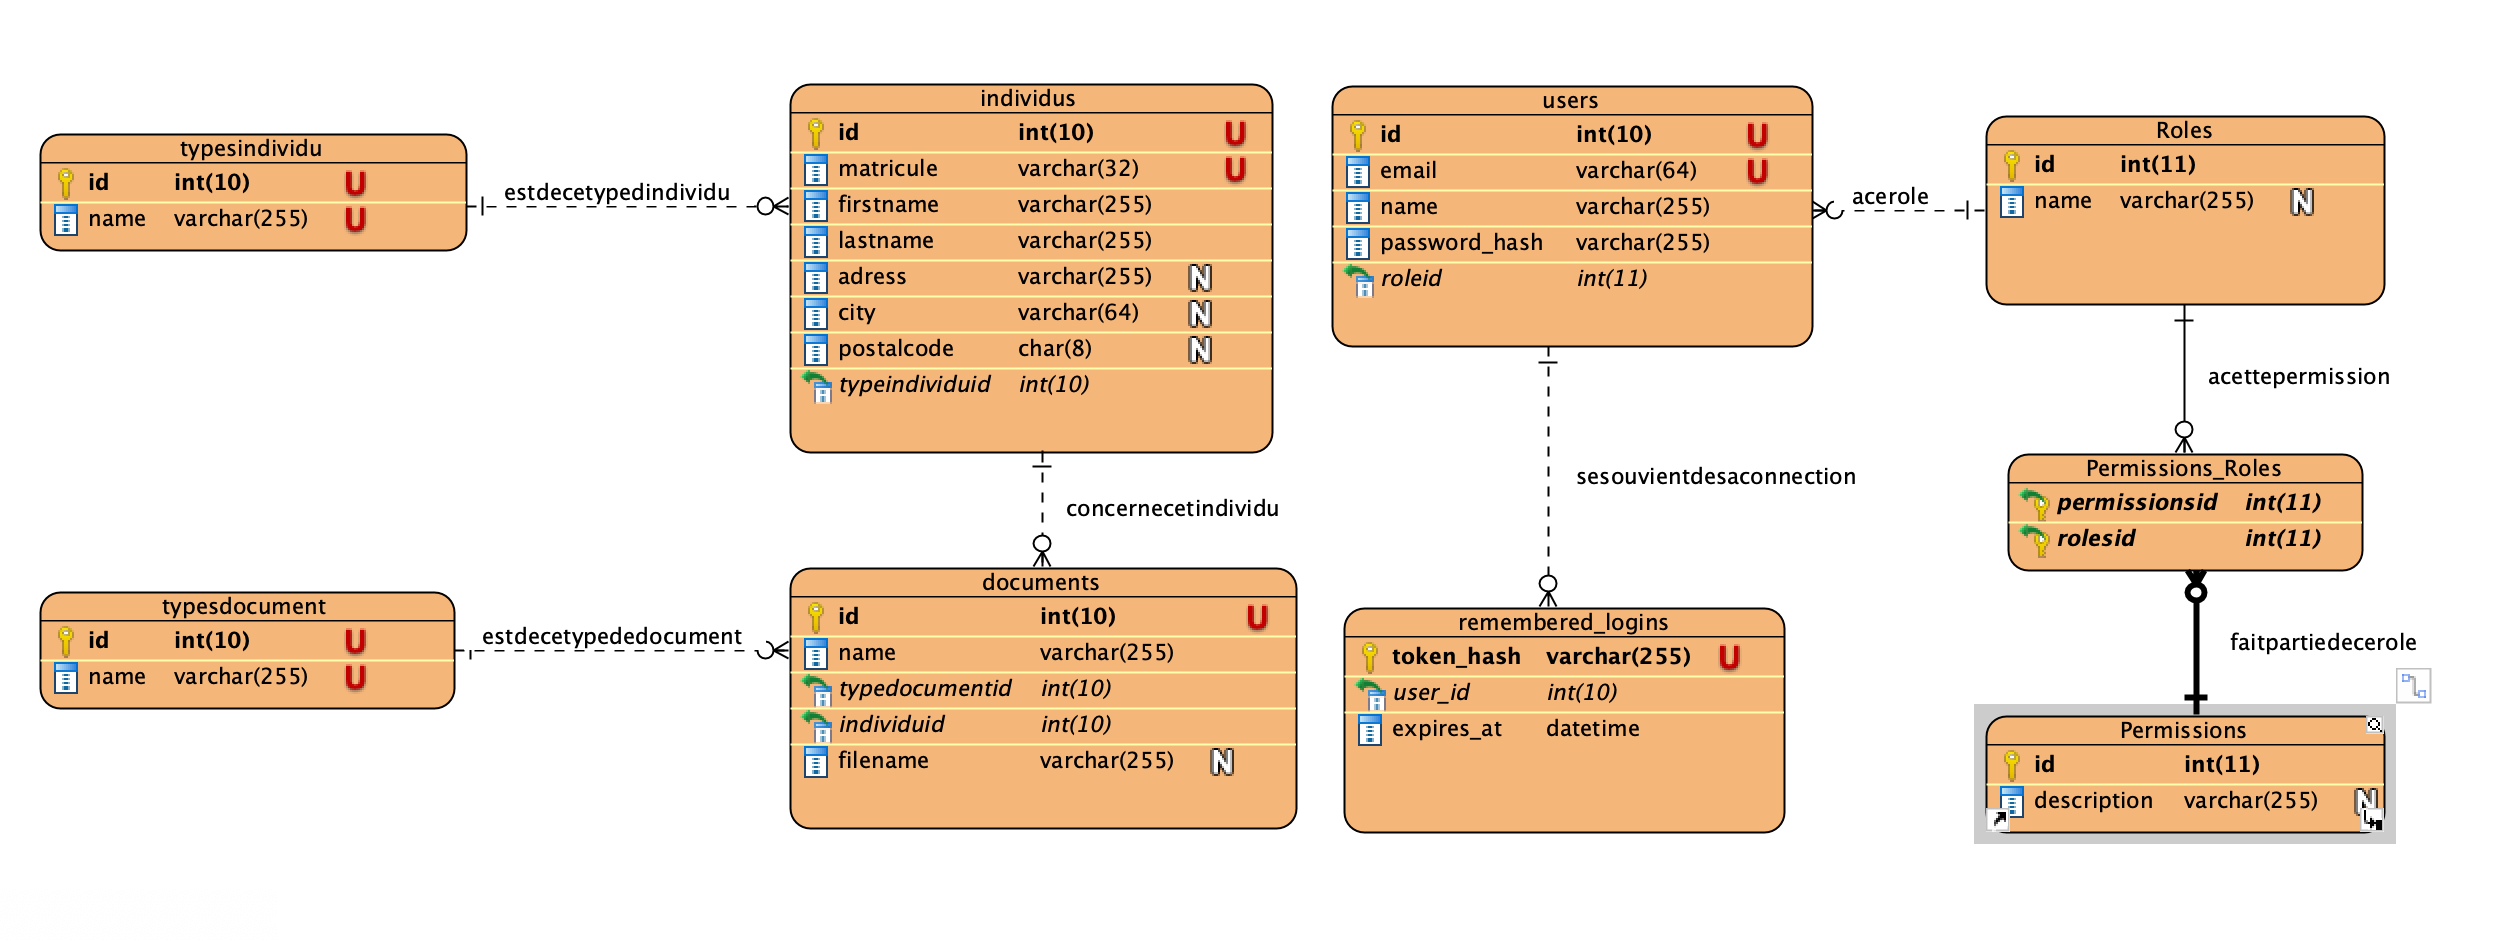 typesindividu
id int(10) U
name varchar(255) U
estdecetypedindividu
individus
id int(10) U
matricule varchar(32) U
firstname varchar(255)
lastname varchar(255)
adress varchar(255) N
city varchar(64) N
postalcode char(8) N
typeindividuid int(10)
concernecetindividu
typesdocument
id int(10) U
name varchar(255) U
estdecetypededocument
documents
id int(10) U
name varchar(255)
typedocumentid int(10)
individuid int(10)
filename varchar(255) N
users
id int(10) U
email varchar(64) U
name varchar(255)
password_hash varchar(255)
roleid int(11)
acerole
Roles
id int(11)
name varchar(255) N
sesouvientdesaconnection
remembered_logins
token_hash varchar(255) U
user_id int(10)
expires_at datetime
acettepermission
Permissions_Roles
permissionsid int(11)
rolesid int(11)
faitpartiedecerole
Permissions
id int(11)
description varchar(255) N